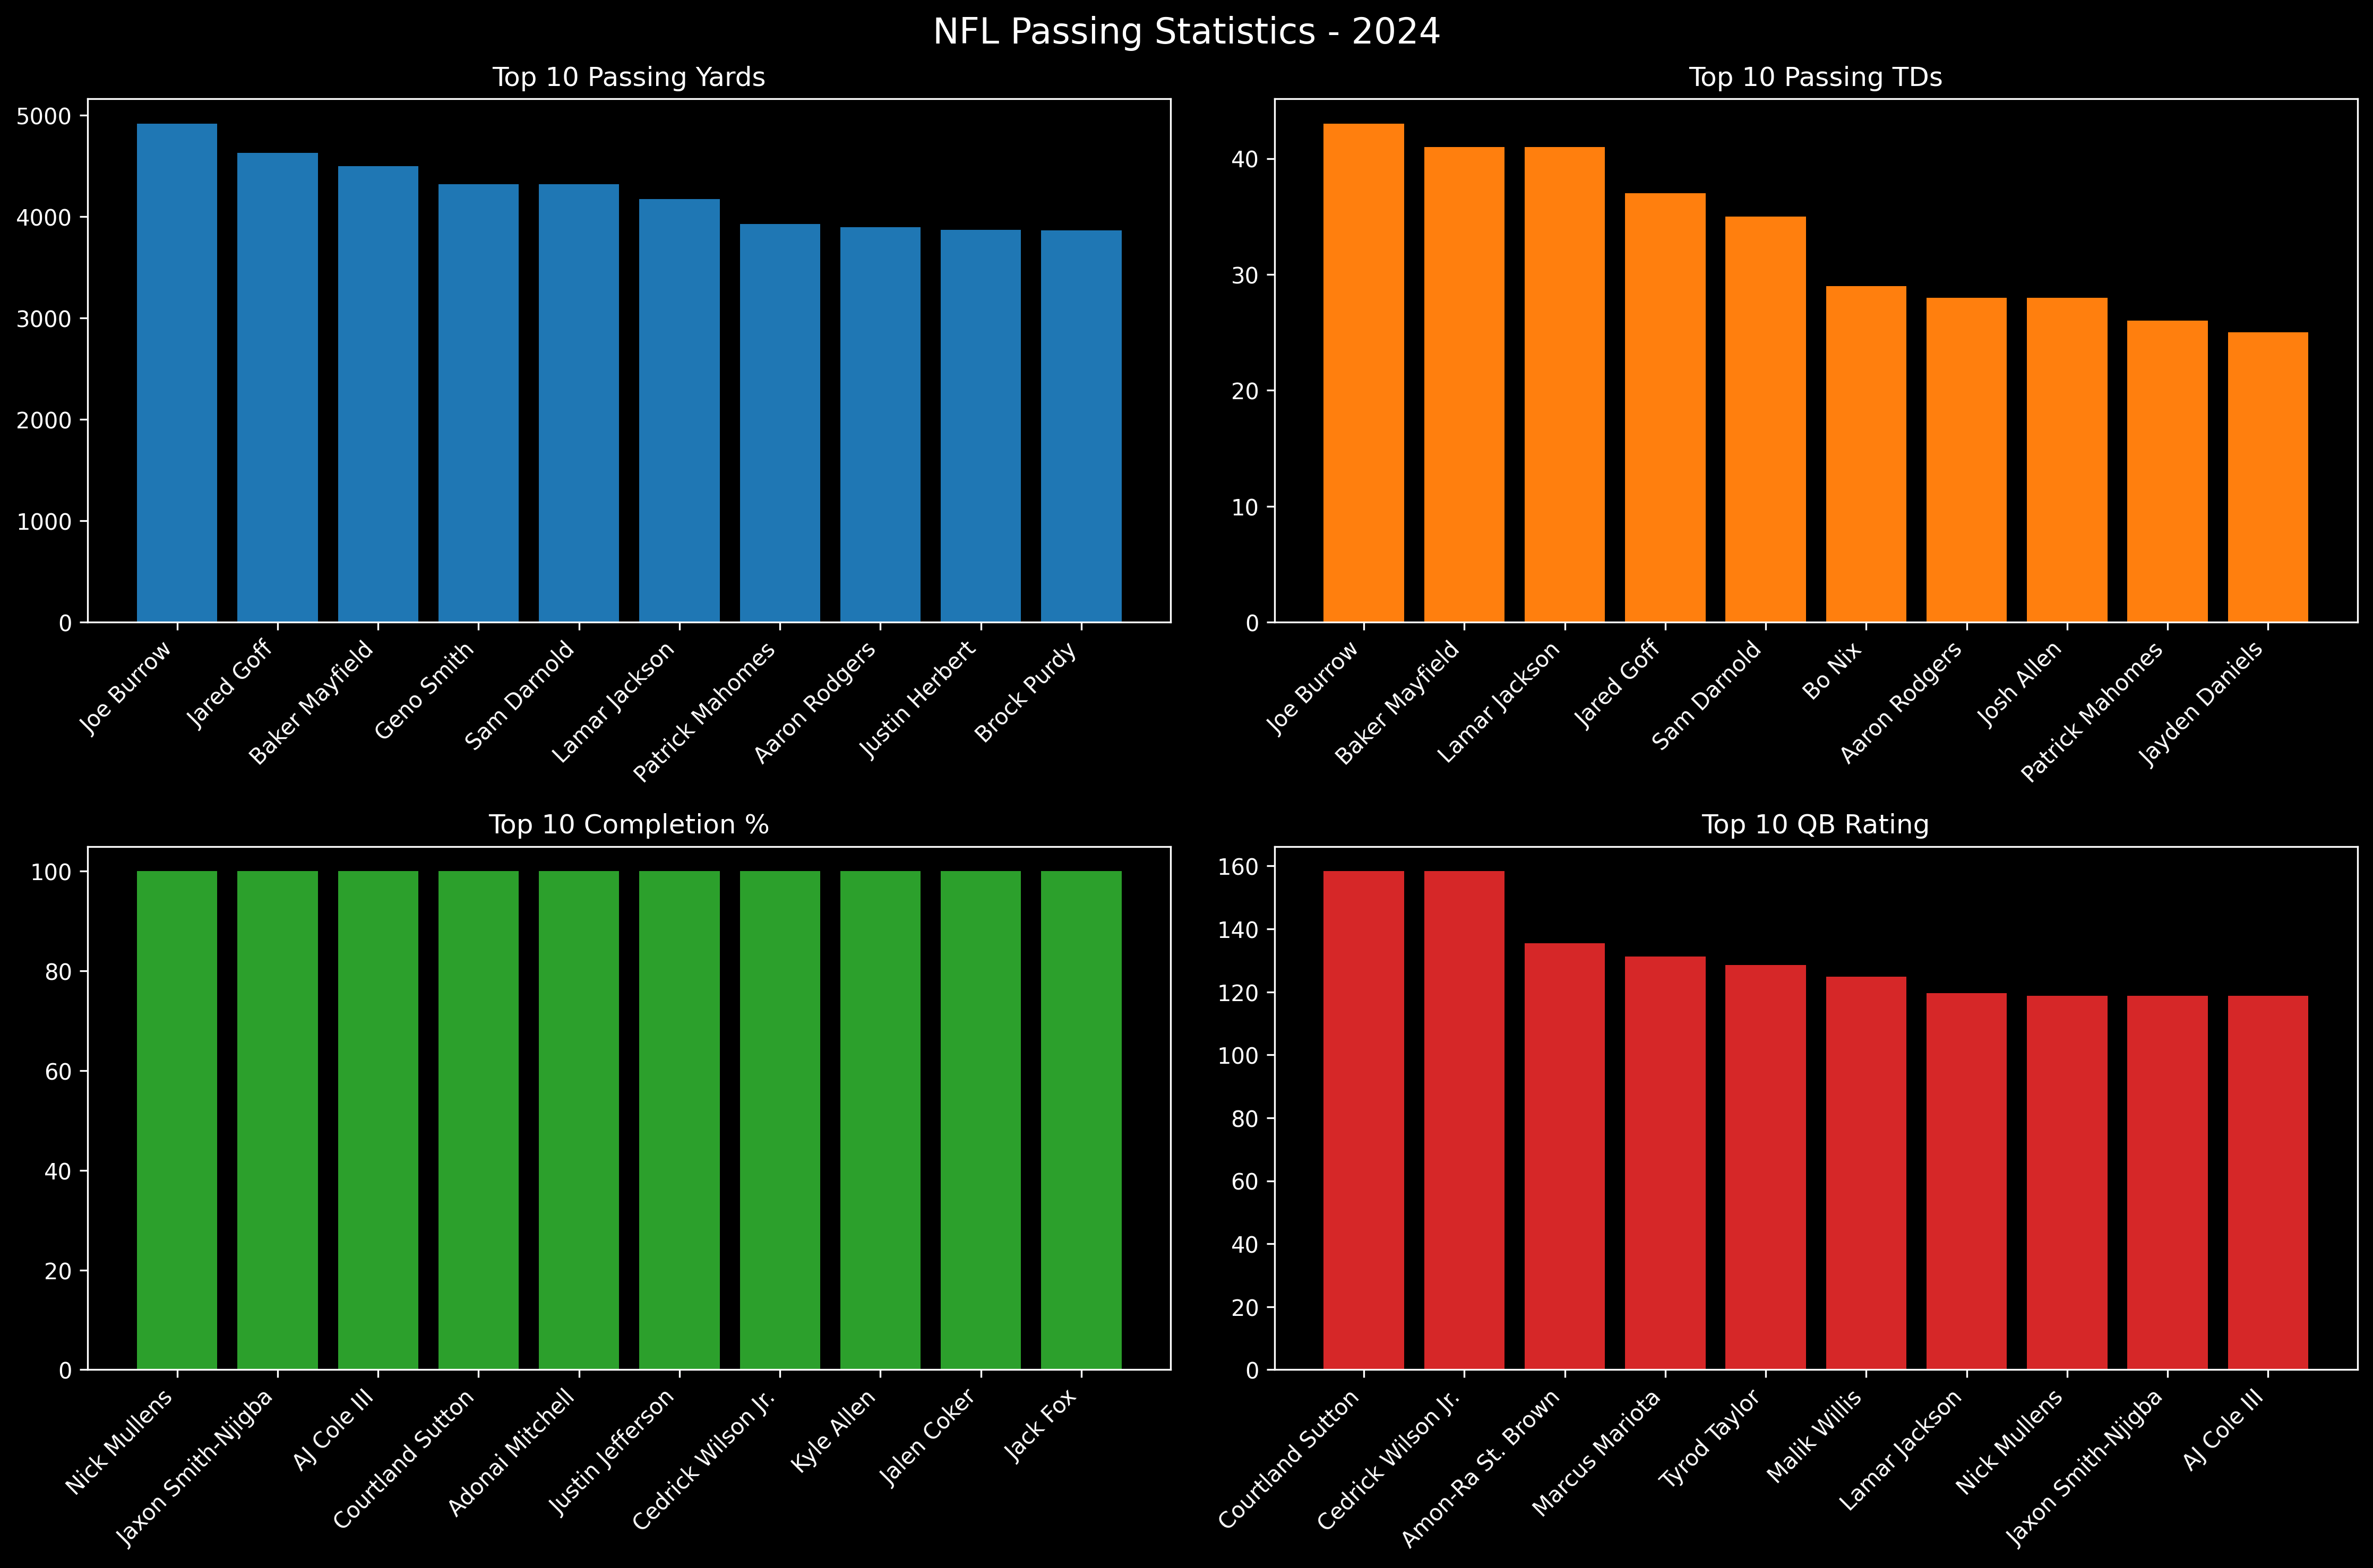 NFL Passing Statistics - 2024
Top 10 Passing Yards
5000
4000
3000
2000
1000
0
Joe Burrow
Jared Goff
Baker Mayfield
Geno Smith
Sam Darnold
Lamar Jackson
Patrick Mahomes
Aaron Rodgers
Justin Herbert
Brock Purdy
Top 10 Passing TDs
40
30
20
10
0
Joe Burrow
Baker Mayfield
Lamar Jackson
Jared Goff
Sam Darnold
Bo Nix
Aaron Rodgers
Josh Allen
Patrick Mahomes
Jayden Daniels
Top 10 Completion %
100
80
60
40
20
0
Nick Mullens
Jaxon Smith-Njigba
AJ Cole III
Courtland Sutton
Adonai Mitchell
Justin Jefferson
Cedrick Wilson Jr.
Kyle Allen
Jalen Coker
Jack Fox
Top 10 QB Rating
160
140
120
100
80
60
40
20
0
Courtland Sutton
Cedrick Wilson Jr.
Amon-Ra St. Brown
Marcus Mariota
Tyrod Taylor
Malik Willis
Lamar Jackson
Nick Mullens
Jaxon Smith-Njigba
AJ Cole III